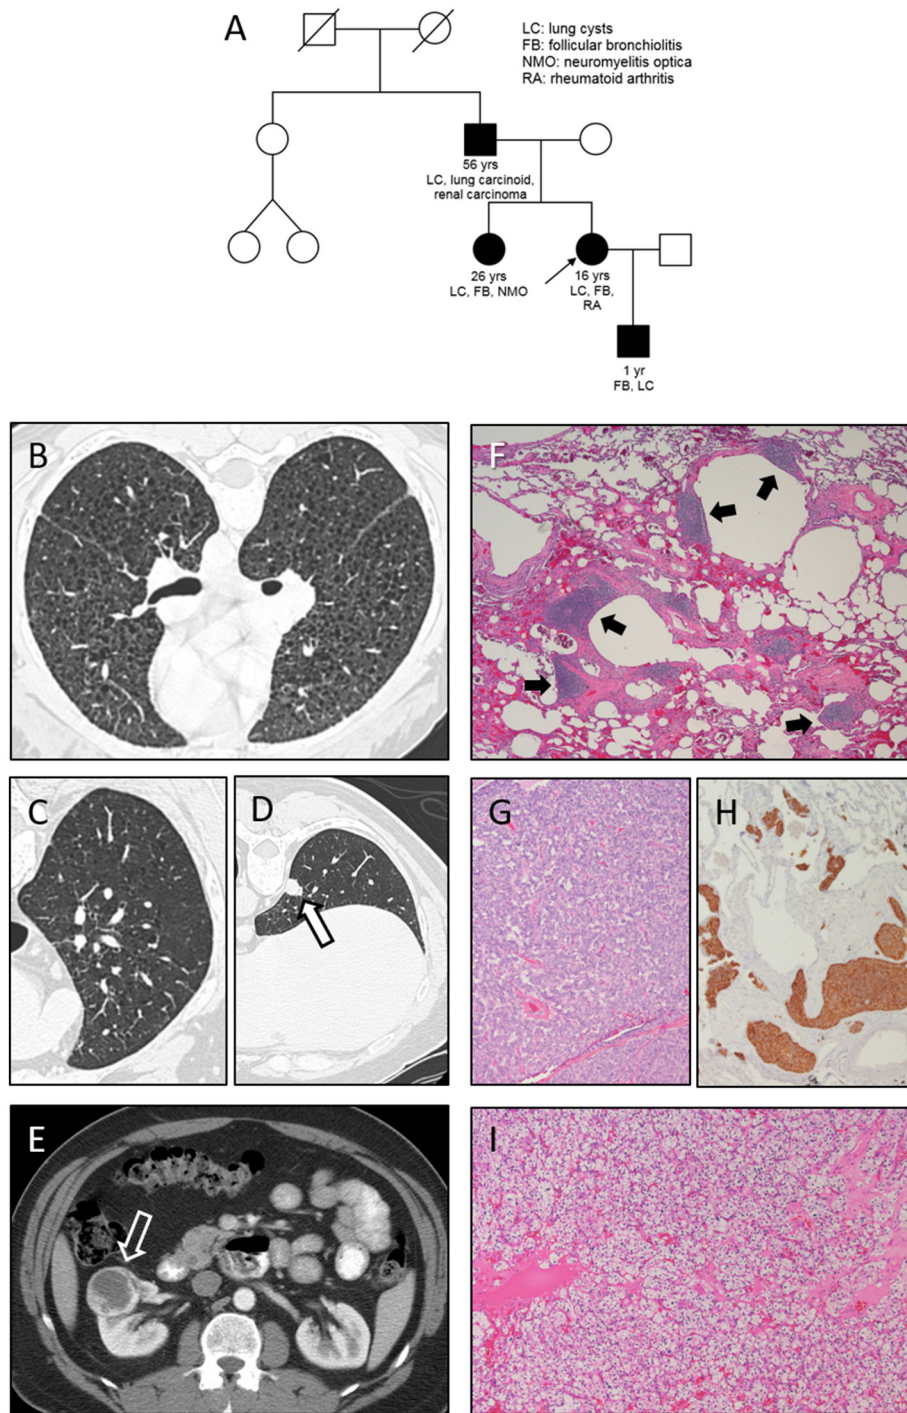 A
LC: lung cysts
FB: follicular bronchiolitis
NMO: neuromyelitis optica
RA: rheumatoid arthritis
56 yrs
LC, lung carcinoid,
renal carcinoma
26 yrs
LC, FB, NMO
16 yrs
LC, FB,
RA
1 yr
FB, LC
B
F
C
D
G
H
E
I